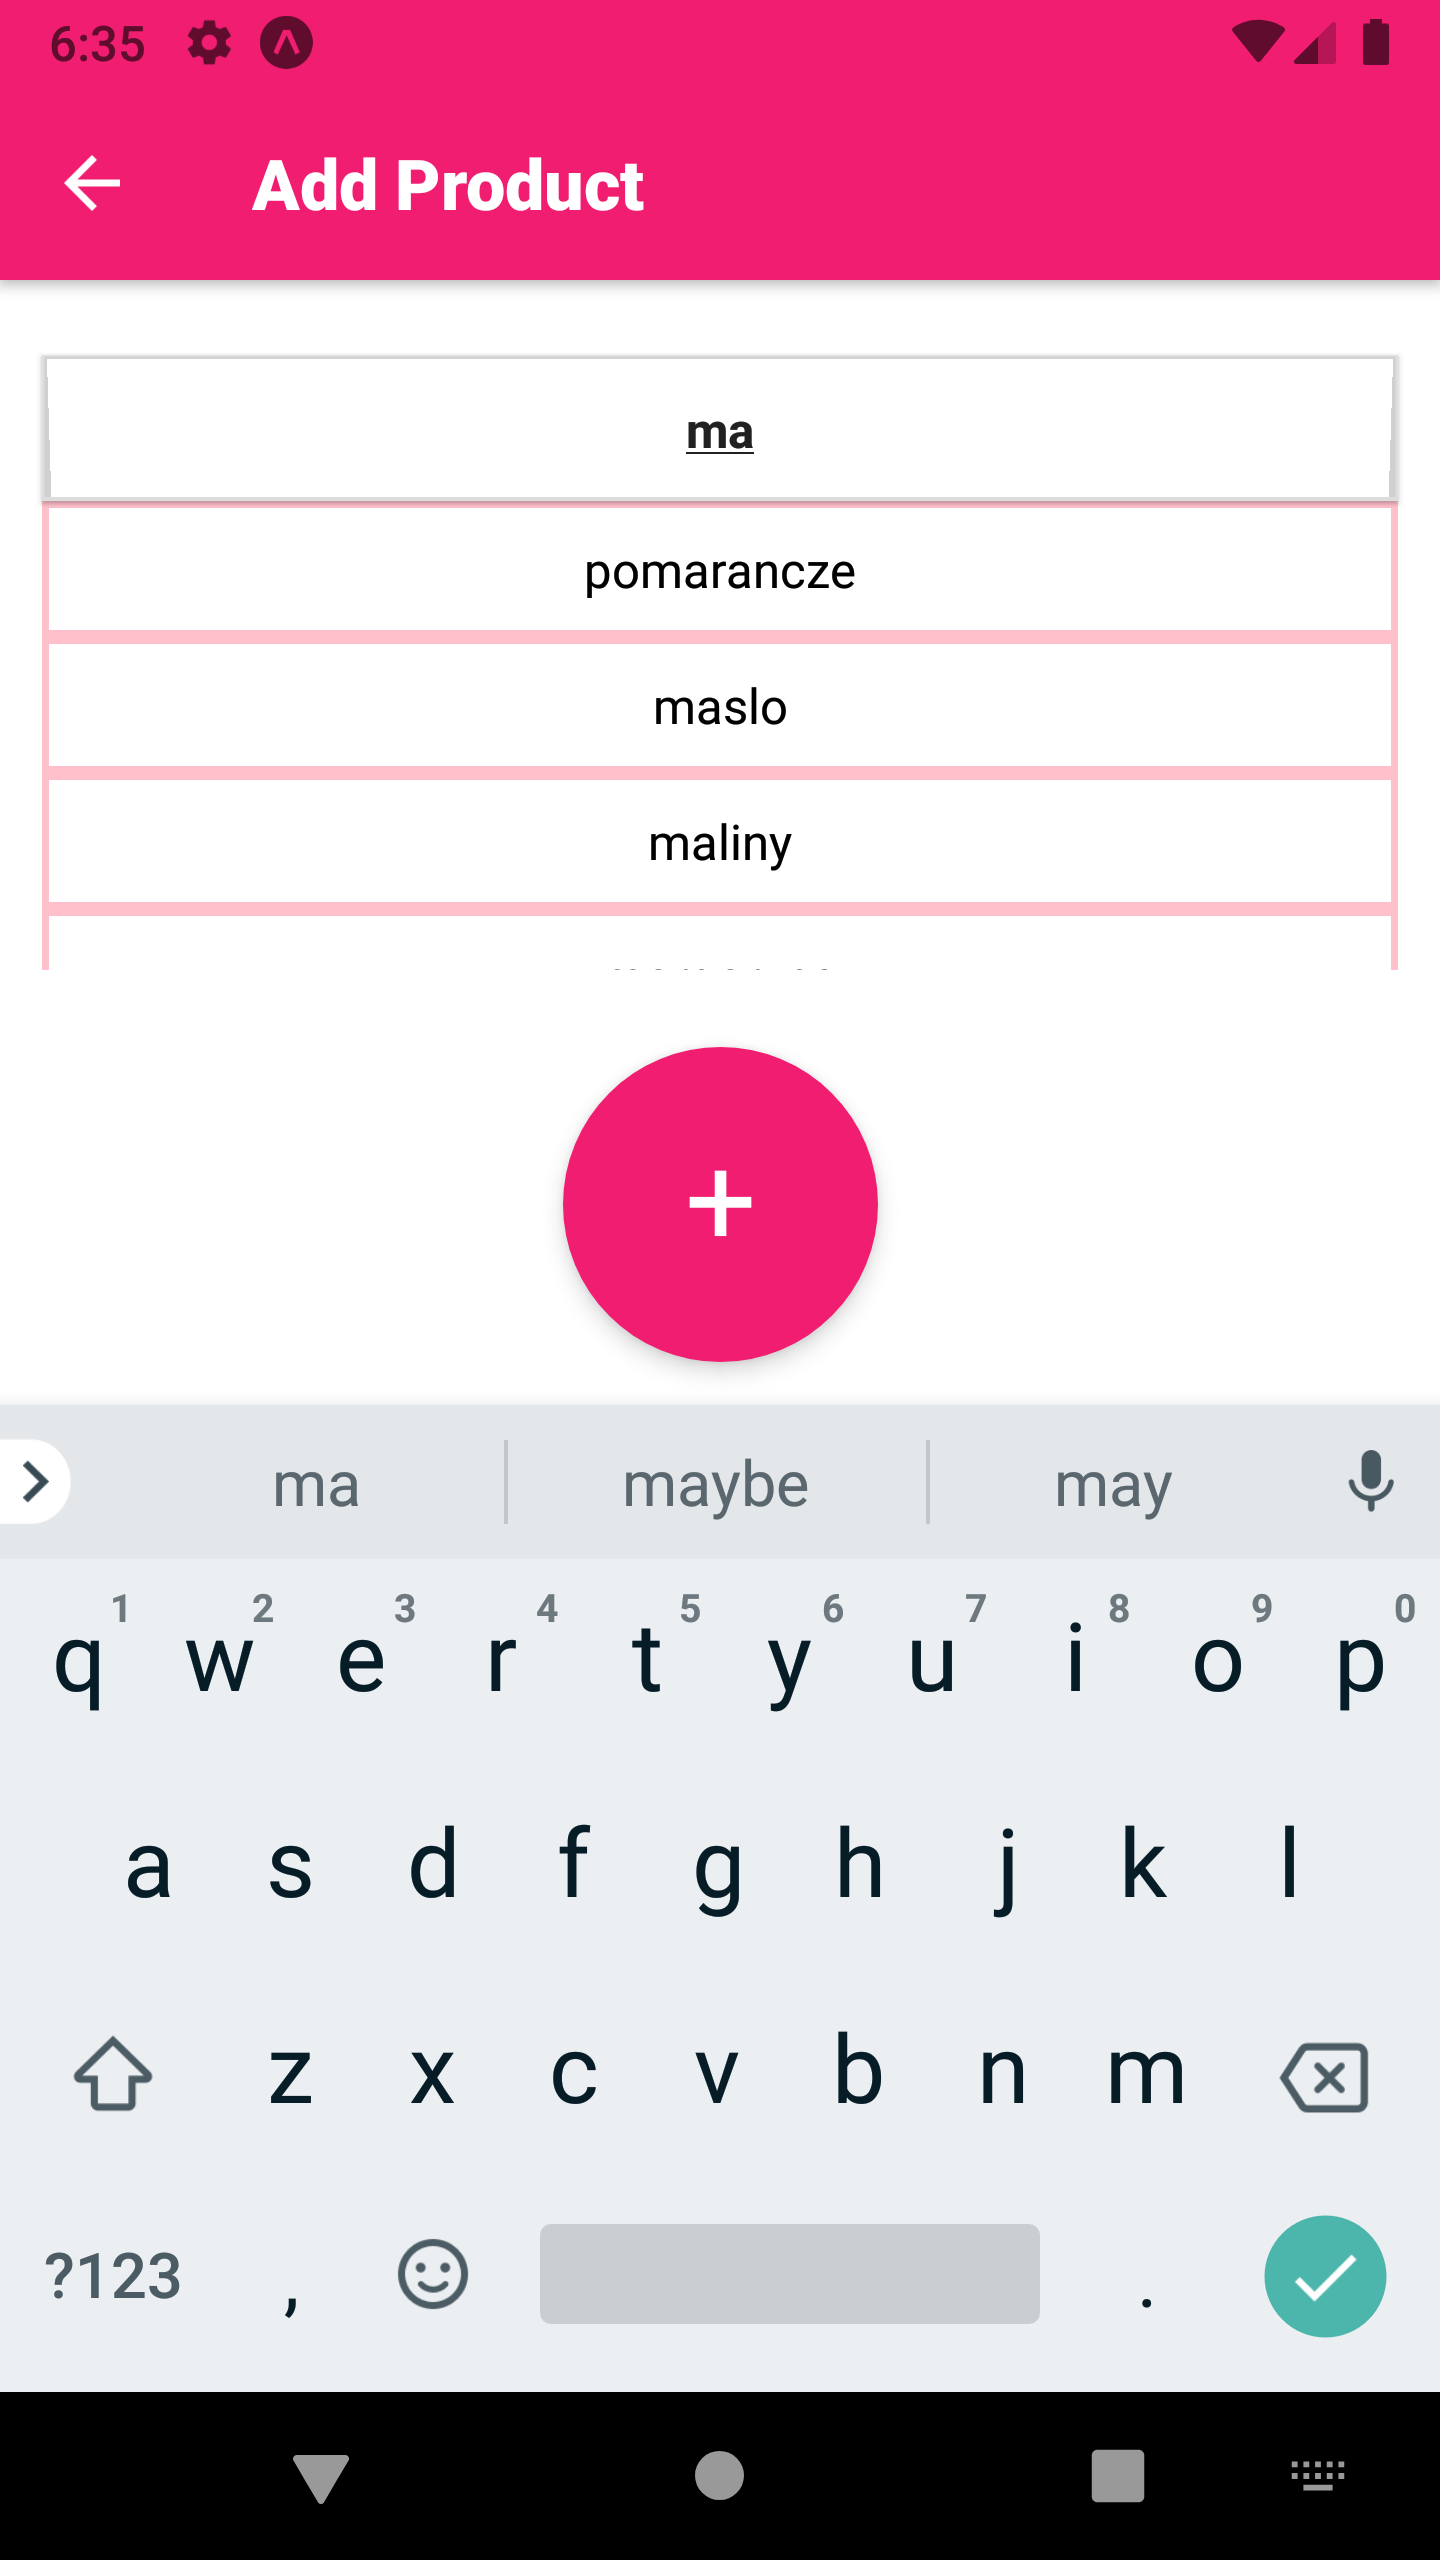 6:35
Add Product
ma
pomarancze
maslo
maliny
ma maybe may
1 2 3 4 5 6 7 8 9 0
q w e r t y u i o p
a s d f g h j k l
z x c v b n m
?123 , .